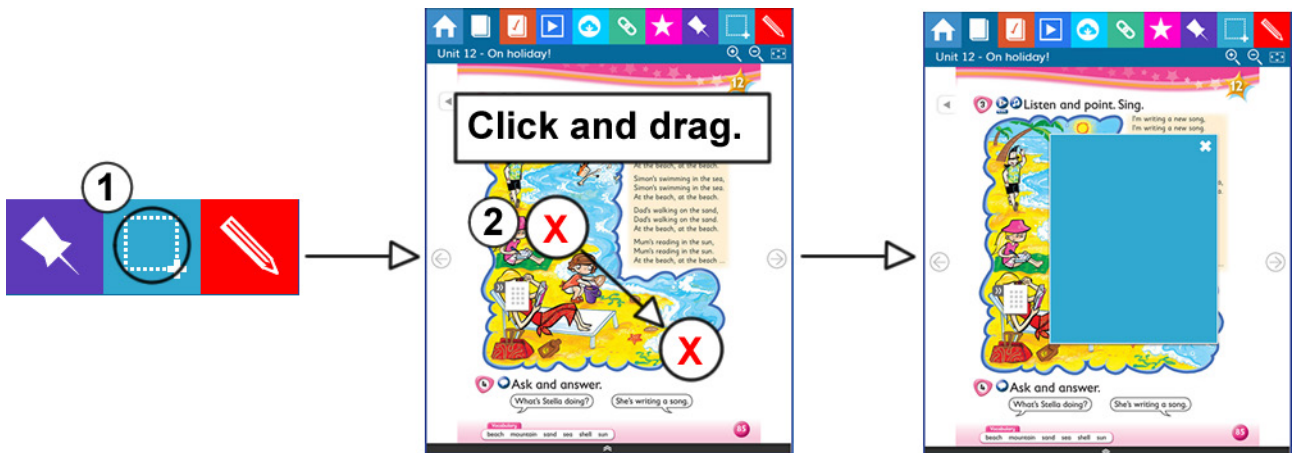 1
Unit 12 - On holiday!
12
Click and drag.
At the beach, at the beach.
Simon's swimming in the sea,
Simon's swimming in the sea.
At the beach, at the beach.
Dad's walking on the sand,
Dad's walking on the sand.
At the beach, at the beach.
Mum's reading in the sun,
Mum's reading in the sun.
At the beach, at the beach ...
2
X
X
4 Ask and answer.
What's Stella doing?
She's writing a song.
Vocabulary
beach mountain sand sea shell sun
85
Unit 12 - On holiday!
12
3 Listen and point. Sing.
I'm writing a new song,
I'm writing a new song.
4 Ask and answer.
What's Stella doing?
She's writing a song.
Vocabulary
beach mountain sand sea shell sun
85